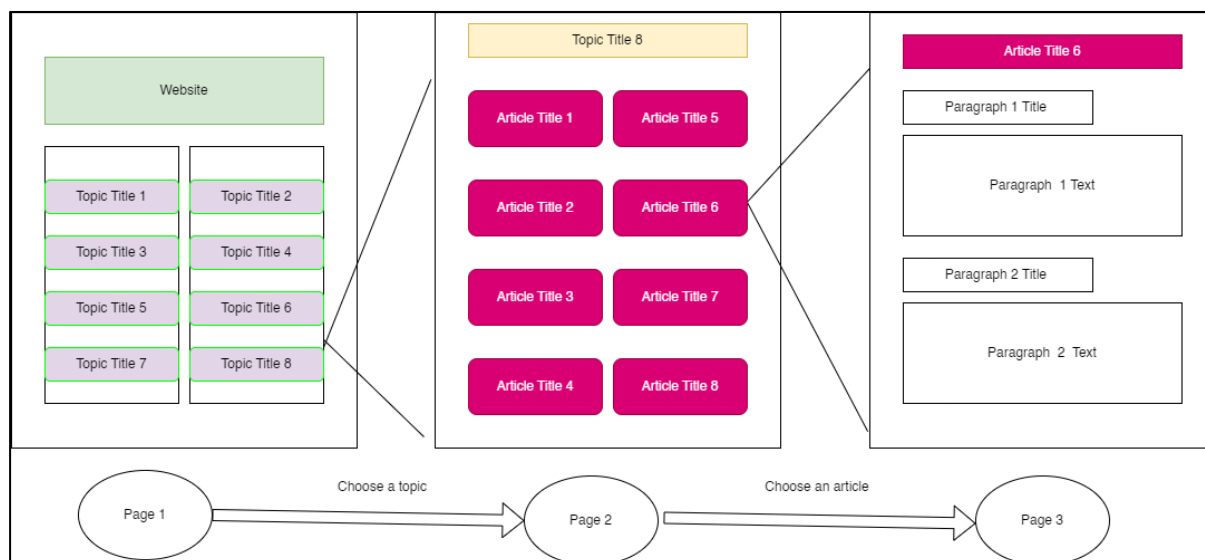 Website
Topic Title 1
Topic Title 2
Topic Title 3
Topic Title 4
Topic Title 5
Topic Title 6
Topic Title 7
Topic Title 8
Topic Title 8
Article Title 1
Article Title 5
Article Title 2
Article Title 6
Article Title 3
Article Title 7
Article Title 4
Article Title 8
Article Title 6
Paragraph 1 Title
Paragraph 1 Text
Paragraph 2 Title
Paragraph 2 Text
Page 1
Choose a topic
Page 2
Choose an article
Page 3